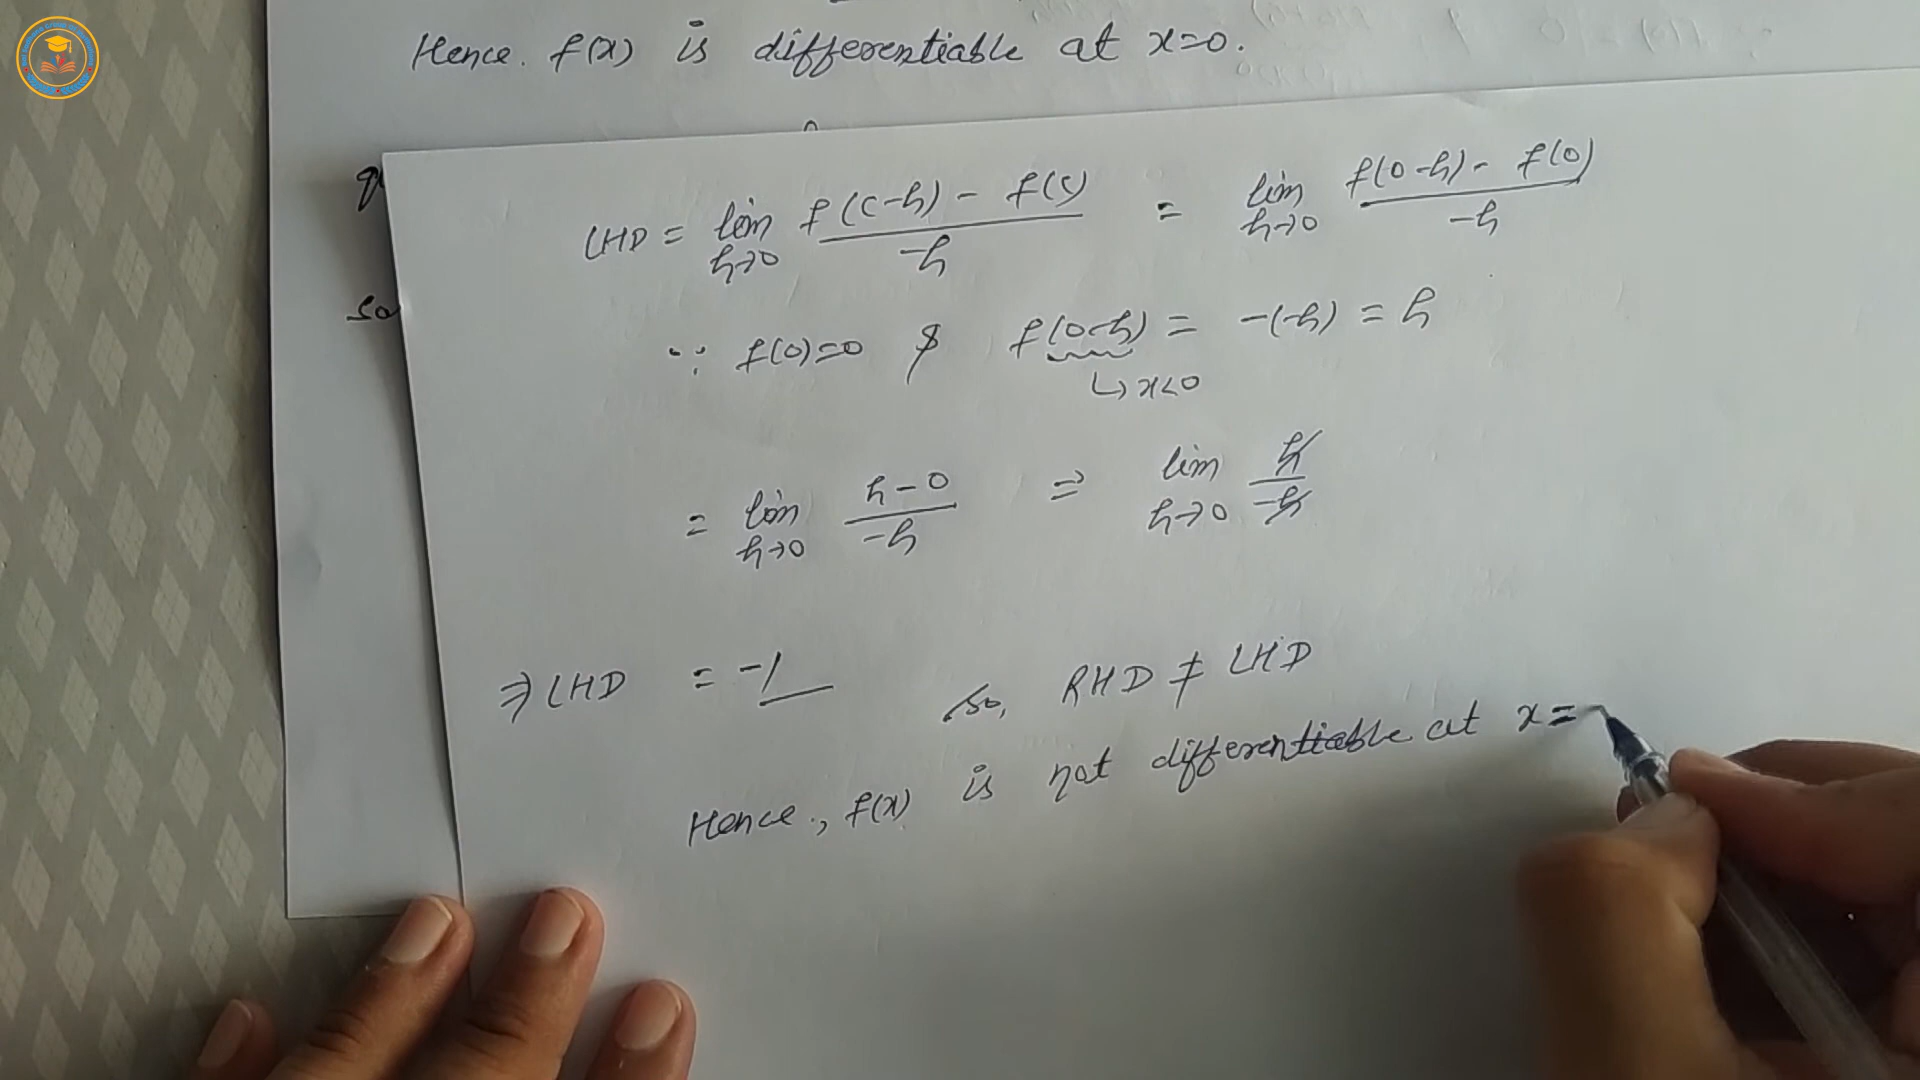 Hence. f(x) is differentiable at x=0.
LHD = lim h→0 f(c-h) - f(c) / -h = lim h→0 f(0-h) - f(0) / -h
∵ f(0)=0 & f(0-h) = -(-h) = h
↳ x<0
= lim h→0 h-0 / -h ⇒ lim h→0 h / -h
⇒ LHD = -1 so, RHD ≠ LHD
Hence, f(x) is not differentiable at x=